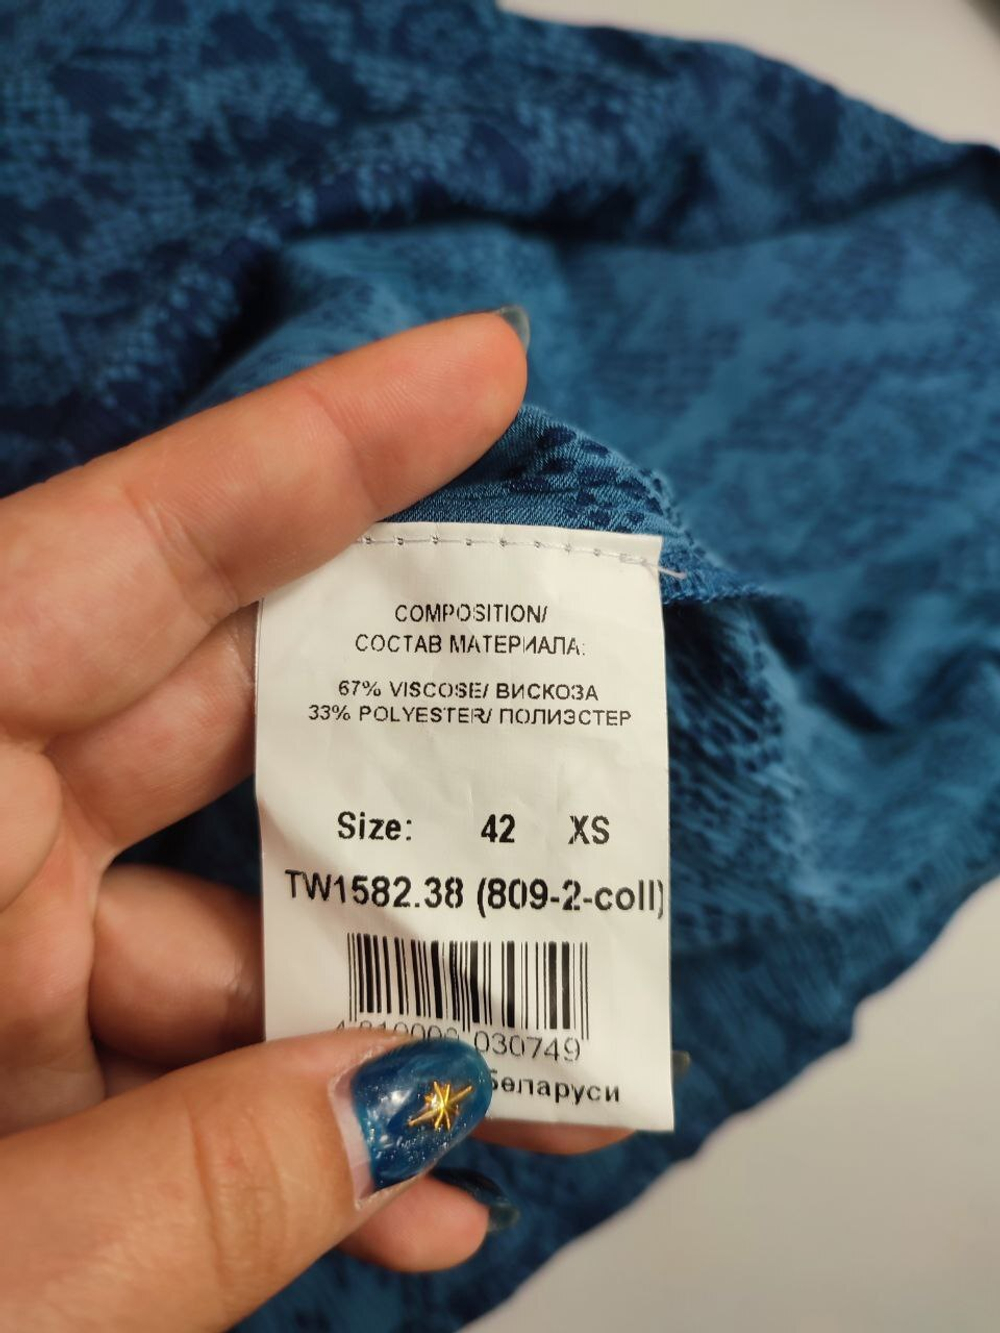 COMPOSITION/
СОСТАВ МАТЕРИАЛА:
67% VISCOSE/ ВИСКОЗА
33% POLYESTER/ ПОЛИЭСТЕР
Size: 42 XS
TW1582.38 (809-2-coll)
030749
Беларуси